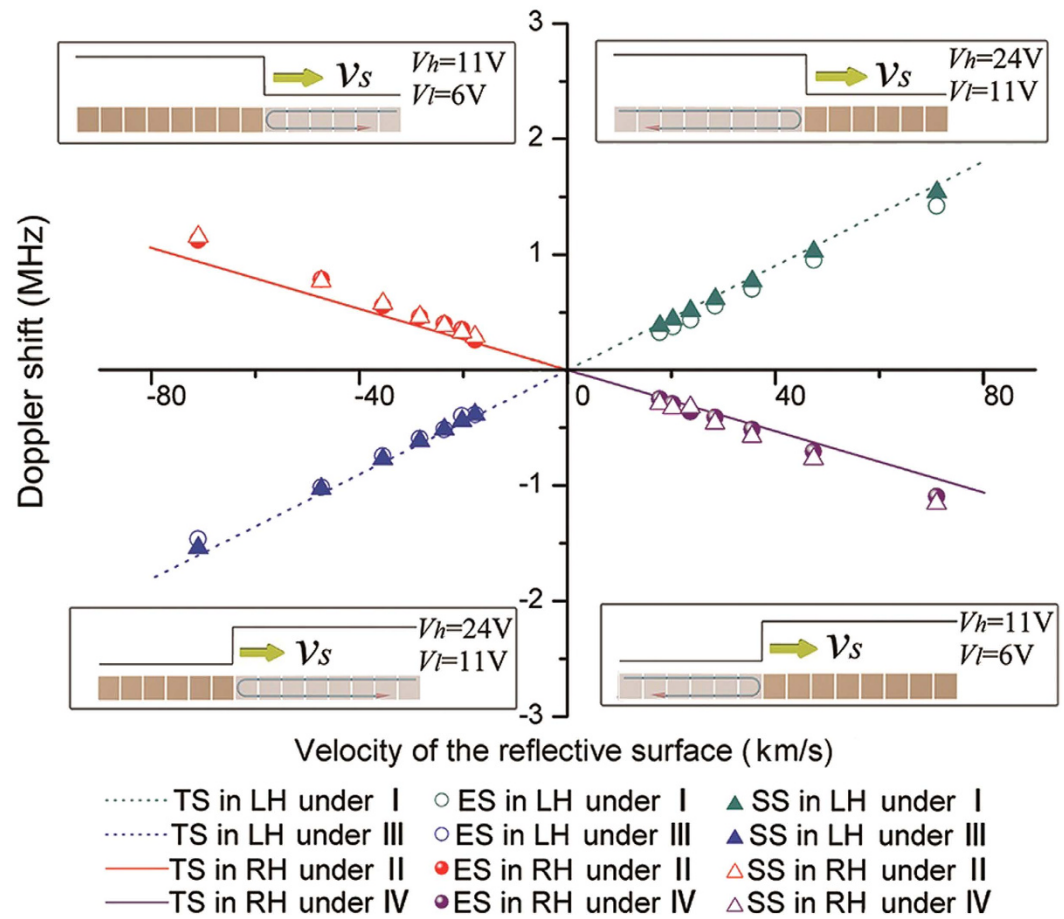 3
Vh=11V
Vl=6V
vs
Vh=24V
Vl=11V
vs
2
1
Doppler shift (MHz)
-80
-40
0
40
80
-1
-2
Vh=24V
Vl=11V
vs
Vh=11V
Vl=6V
vs
-3
Velocity of the reflective surface (km/s)
TS in LH under I
ES in LH under I
SS in LH under I
TS in LH under III
ES in LH under III
SS in LH under III
TS in RH under II
ES in RH under II
SS in RH under II
TS in RH under IV
ES in RH under IV
SS in RH under IV